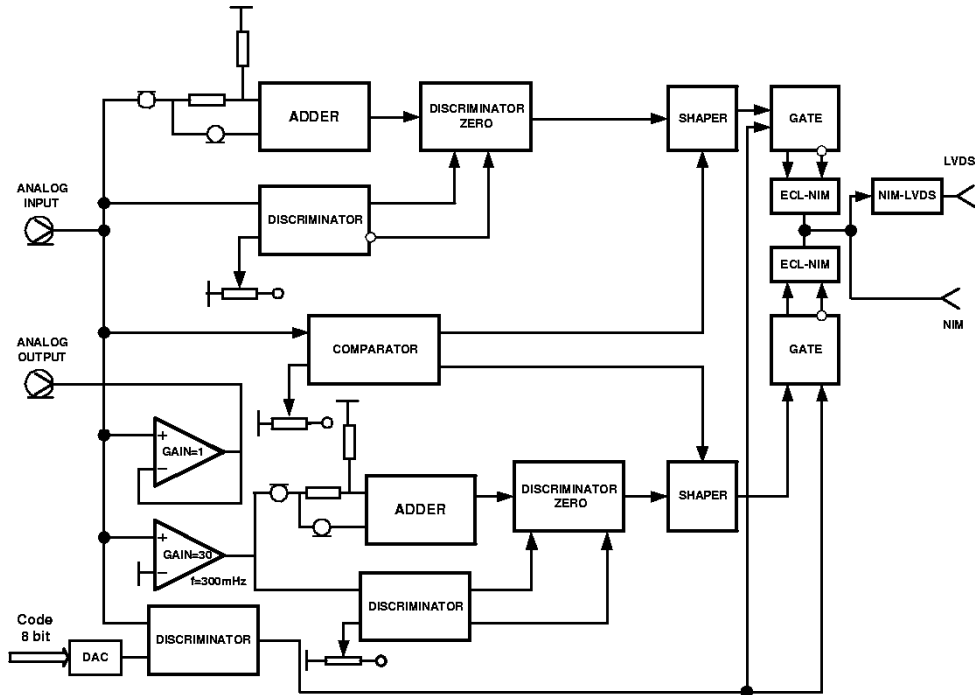 ADDER
DISCRIMINATOR
ZERO
SHAPER
GATE
LVDS
ANALOG
INPUT
DISCRIMINATOR
ECL-NIM
NIM-LVDS
ECL-NIM
NIM
ANALOG
OUTPUT
COMPARATOR
GATE
+
GAIN=1
−
ADDER
DISCRIMINATOR
ZERO
SHAPER
+
GAIN=30
−
f=300mHz
Code
8 bit
DAC
DISCRIMINATOR
DISCRIMINATOR